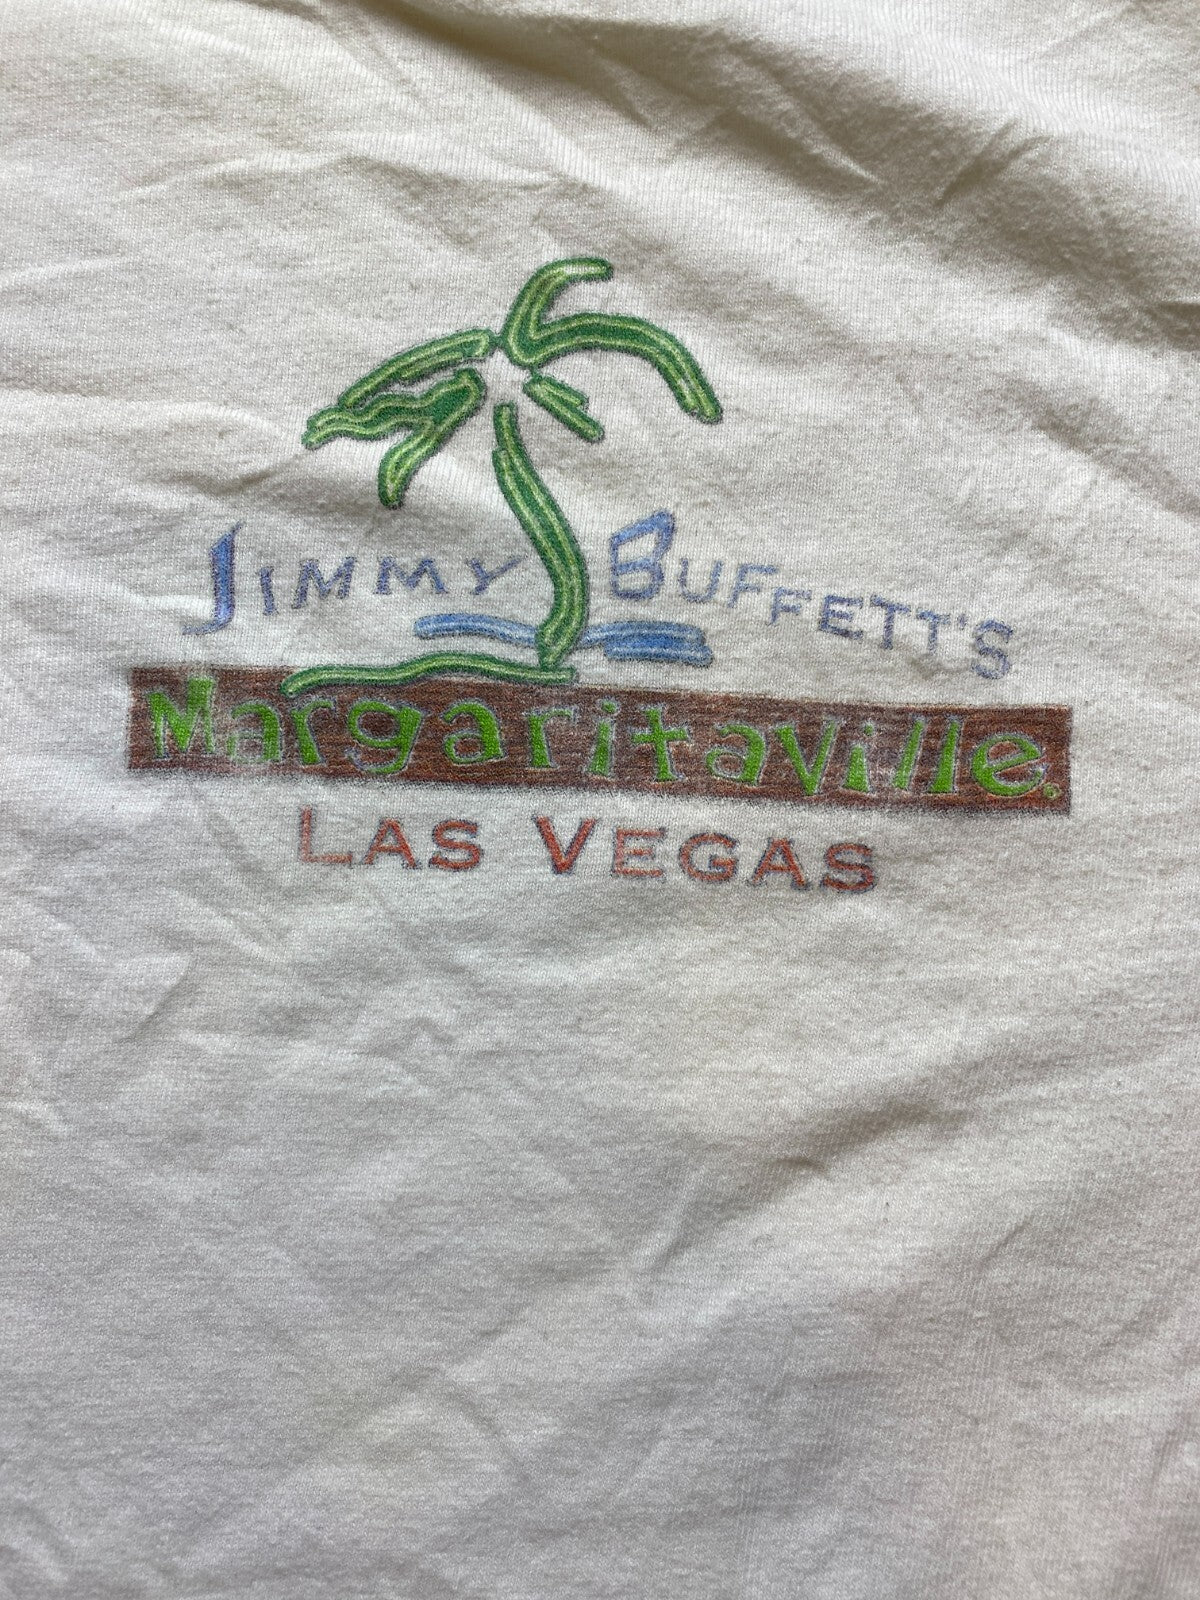 JIMMY BUFFETT'S
Margaritaville®
LAS VEGAS